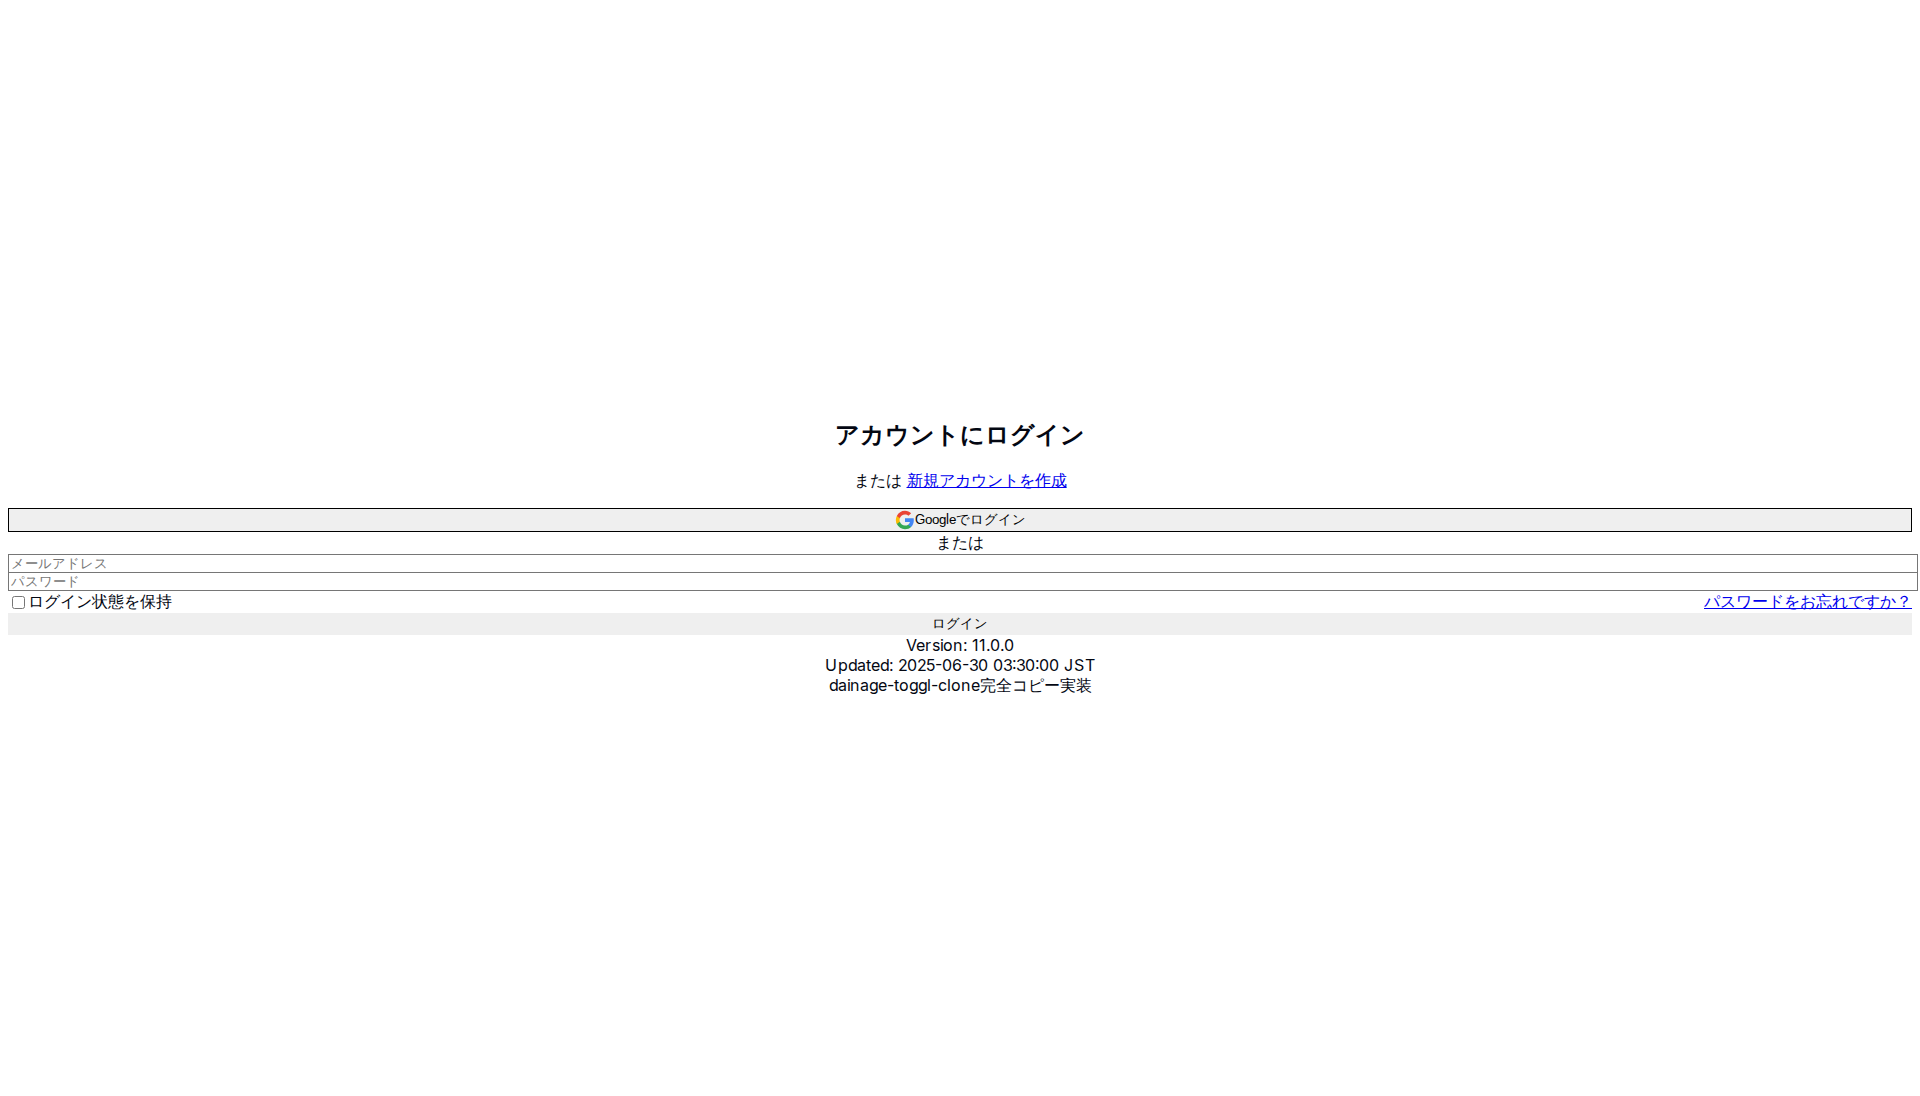 アカウントにログイン
または 新規アカウントを作成
Googleでログイン
または
メールアドレス
パスワード
ログイン状態を保持 パスワードをお忘れですか？
ログイン
Version: 11.0.0
Updated: 2025-06-30 03:30:00 JST
dainage-toggl-clone完全コピー実装